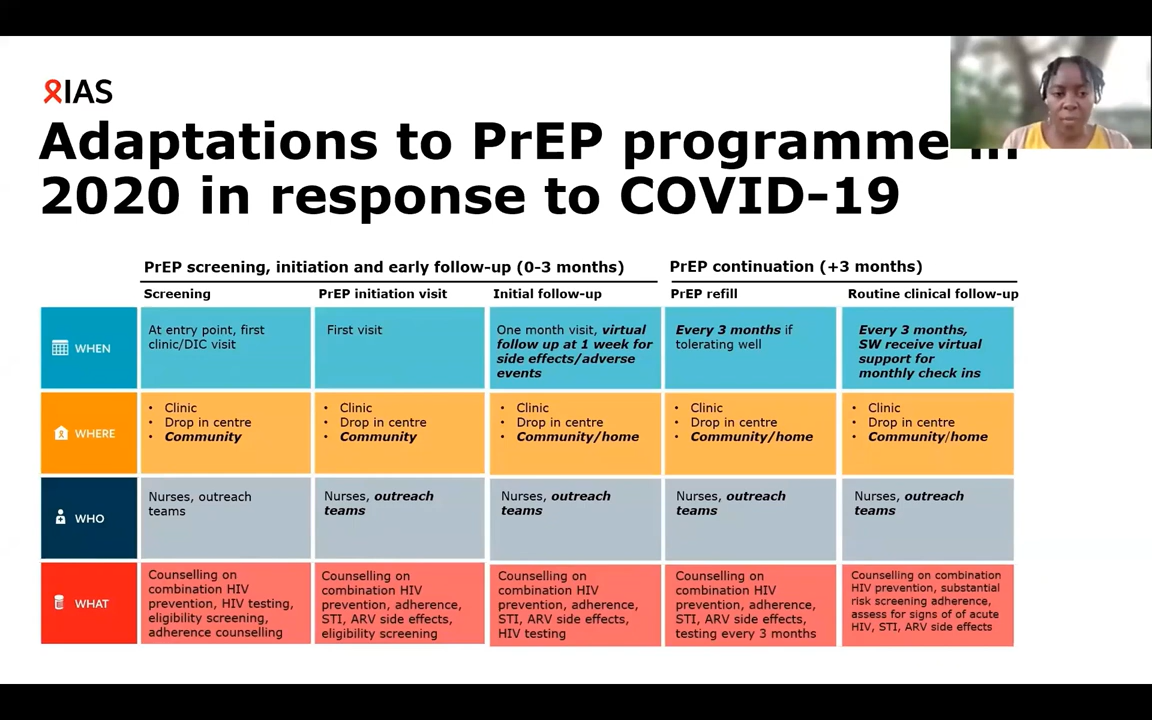 IAS
Adaptations to PrEP programme in
2020 in response to COVID-19
PrEP screening, initiation and early follow-up (0-3 months)
PrEP continuation (+3 months)
Screening
PrEP initiation visit
Initial follow-up
PrEP refill
Routine clinical follow-up
WHEN
At entry point, first
clinic/DIC visit
First visit
One month visit, virtual
follow up at 1 week for
side effects/adverse
events
Every 3 months if
tolerating well
Every 3 months,
SW receive virtual
support for
monthly check ins
WHERE
• Clinic
• Drop in centre
• Community
• Clinic
• Drop in centre
• Community
• Clinic
• Drop in centre
• Community/home
• Clinic
• Drop in centre
• Community/home
• Clinic
• Drop in centre
• Community/home
WHO
Nurses, outreach
teams
Nurses, outreach
teams
Nurses, outreach
teams
Nurses, outreach
teams
Nurses, outreach
teams
WHAT
Counselling on
combination HIV
prevention, HIV testing,
eligibility screening,
adherence counselling
Counselling on
combination HIV
prevention, adherence,
STI, ARV side effects,
eligibility screening
Counselling on
combination HIV
prevention, adherence,
STI, ARV side effects,
HIV testing
Counselling on
combination HIV
prevention, adherence,
STI, ARV side effects,
testing every 3 months
Counselling on combination
HIV prevention, substantial
risk screening adherence,
assess for signs of of acute
HIV, STI, ARV side effects